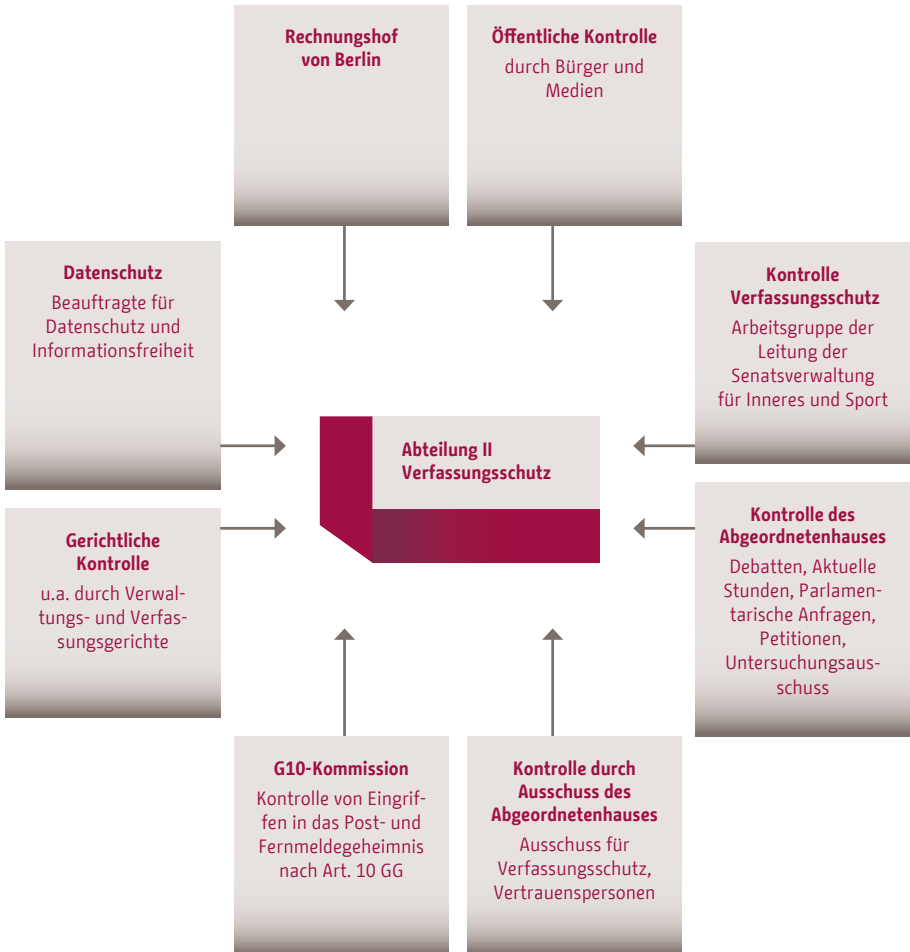 Rechnungshof
von Berlin
Öffentliche Kontrolle
durch Bürger und
Medien
Datenschutz
Beauftragte für
Datenschutz und
Informationsfreiheit
Kontrolle
Verfassungsschutz
Arbeitsgruppe der
Leitung der
Senatsverwaltung
für Inneres und Sport
Abteilung II
Verfassungsschutz
Gerichtliche
Kontrolle
u.a. durch Verwal-
tungs- und Verfas-
sungsgerichte
Kontrolle des
Abgeordnetenhauses
Debatten, Aktuelle
Stunden, Parlamen-
tarische Anfragen,
Petitionen,
Untersuchungsaus-
schuss
G10-Kommission
Kontrolle von Eingrif-
fen in das Post- und
Fernmeldegeheimnis
nach Art. 10 GG
Kontrolle durch
Ausschuss des
Abgeordnetenhauses
Ausschuss für
Verfassungsschutz,
Vertrauenspersonen